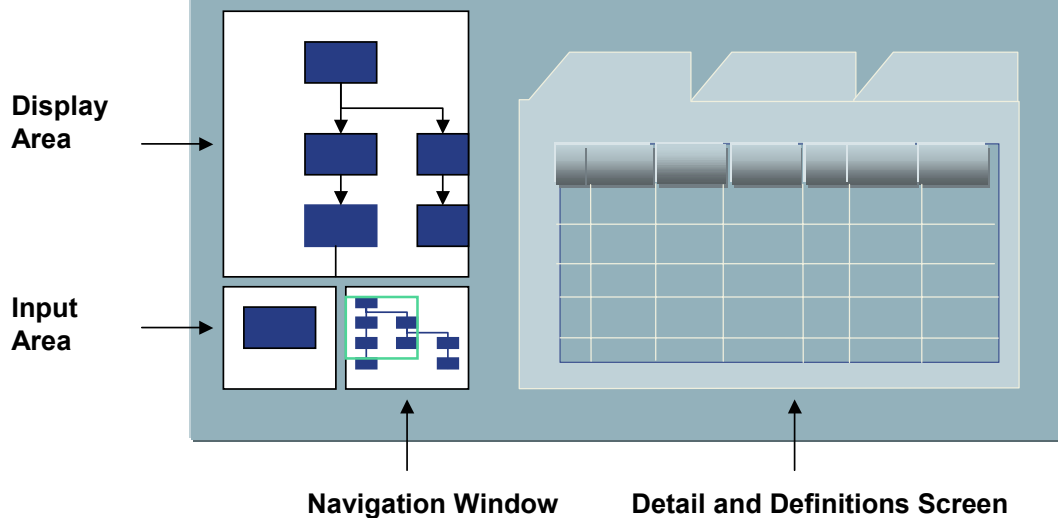 Display
Area
Input
Area
Navigation Window
Detail and Definitions Screen